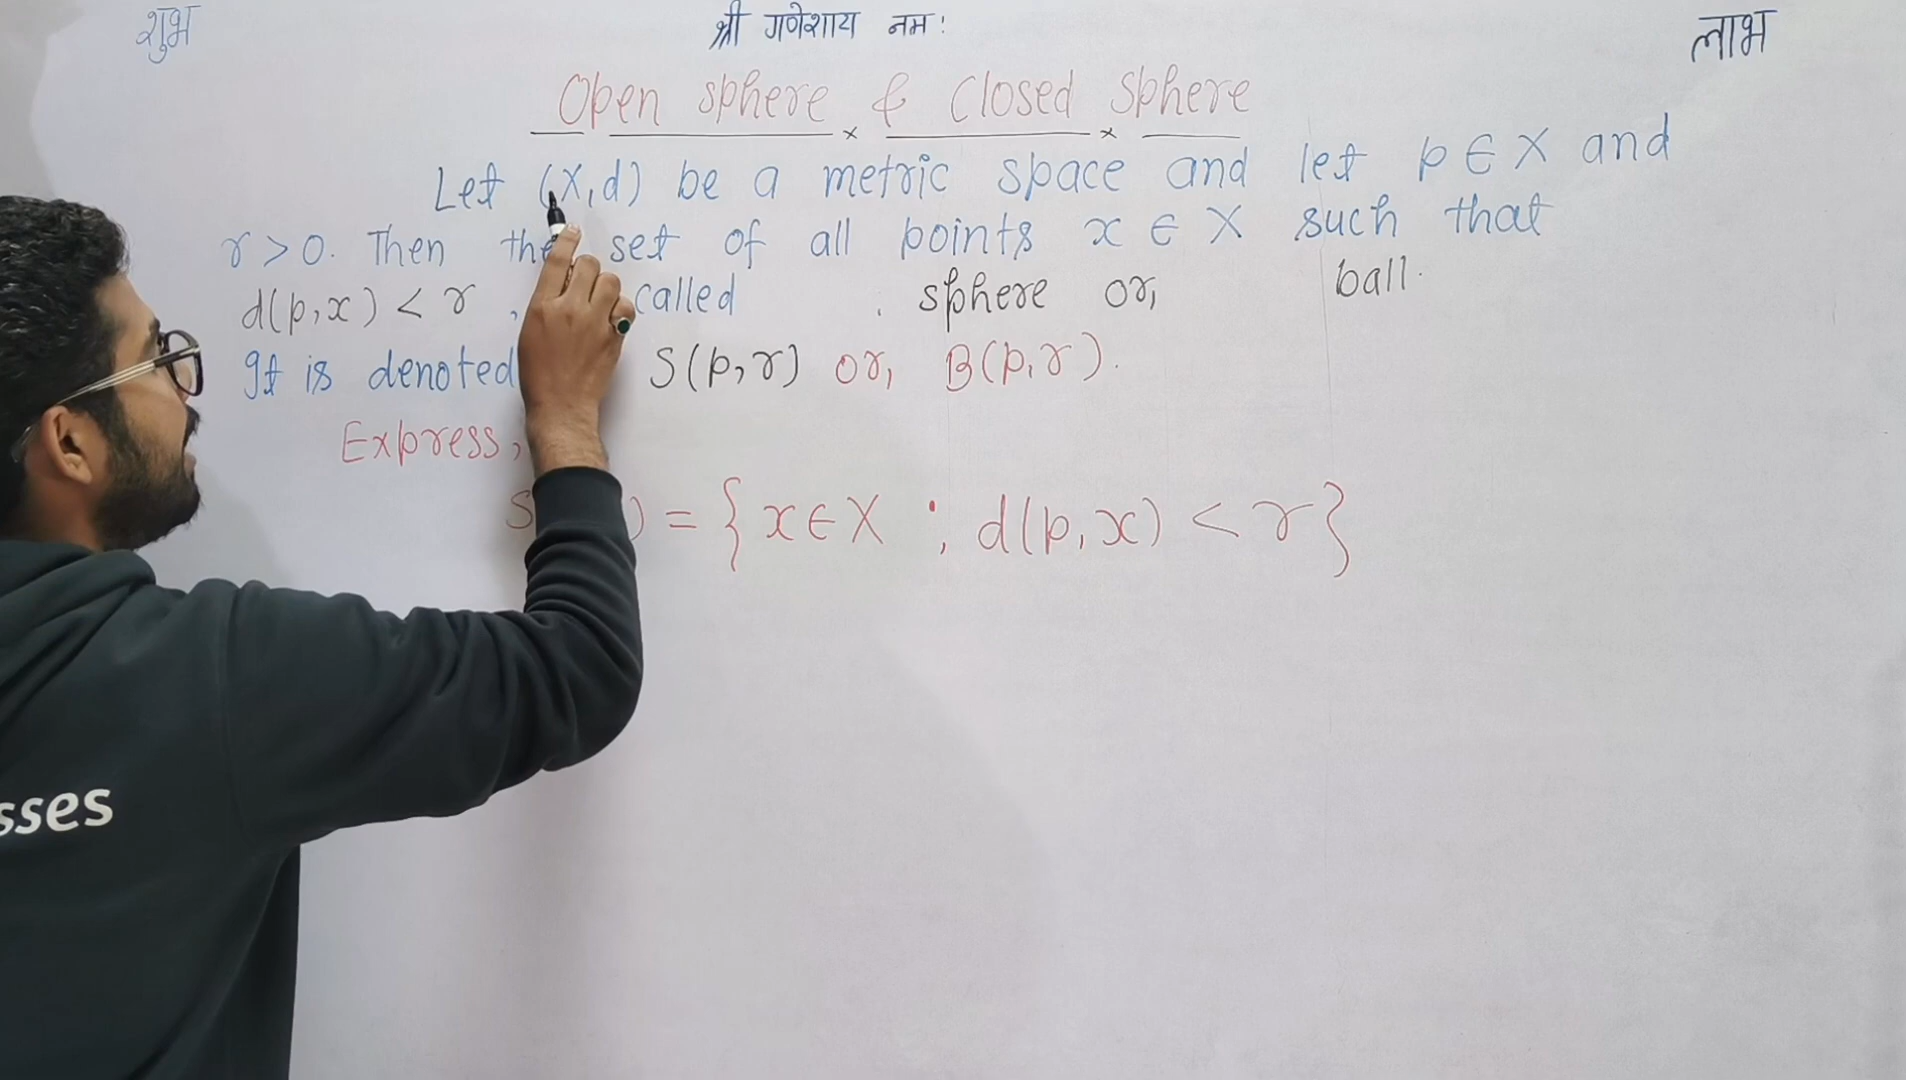 शुभ श्री गणेशाय नमः लाभ
Open sphere & Closed sphere
Let (X,d) be a metric space and let p ∈ X and
r > 0. Then the set of all points x ∈ X such that
d(p,x) < r , called sphere or, ball.
It is denoted S(p,r) or, B(p,r).
Express,
S ) = { x ∈ X ; d(p,x) < r }
sses